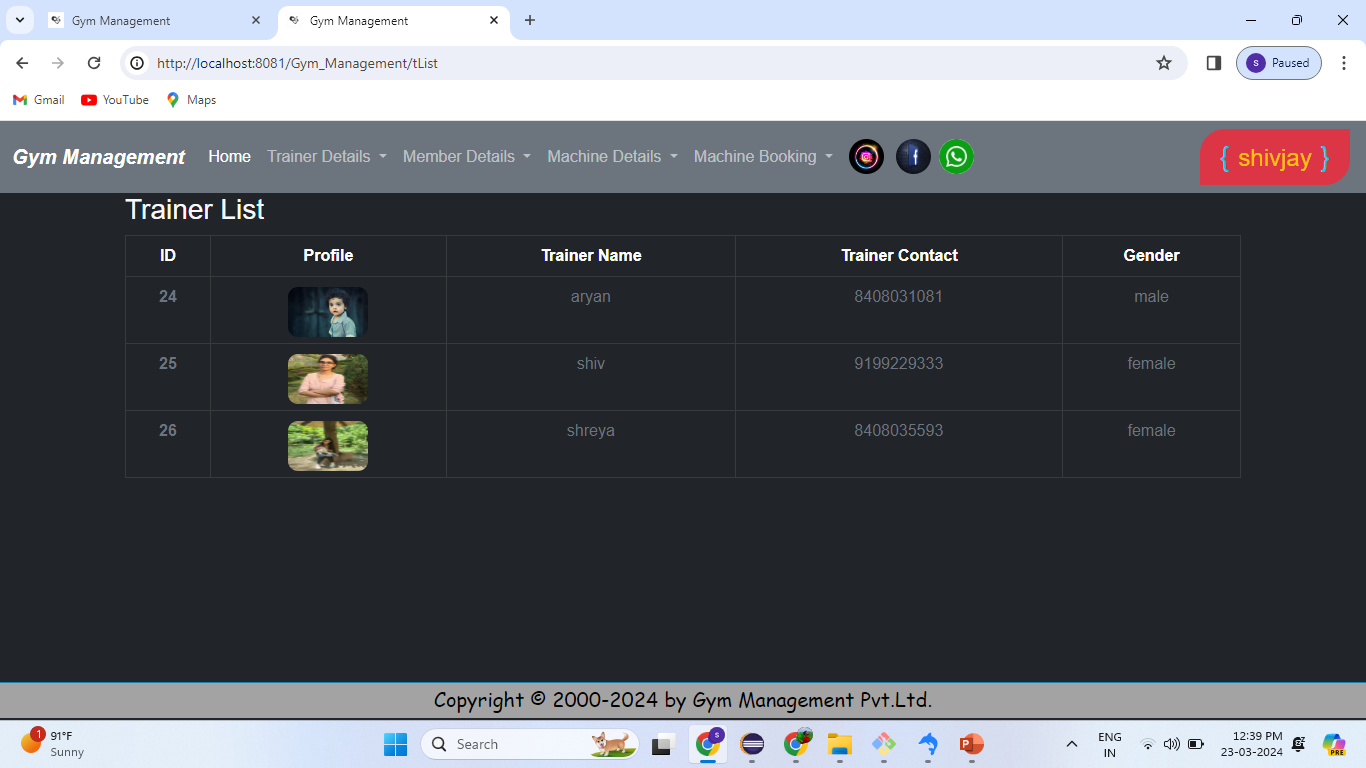 Gym Management
Gym Management
http://localhost:8081/Gym_Management/tList
S Paused
Gmail YouTube Maps
Gym Management Home Trainer Details Member Details Machine Details Machine Booking { shivjay }
Trainer List
ID Profile Trainer Name Trainer Contact Gender
24 aryan 8408031081 male
25 shiv 9199229333 female
26 shreya 8408035593 female
Copyright © 2000-2024 by Gym Management Pvt.Ltd.
1 91°F
Sunny
Search
S
P
ENG
IN
12:39 PM
23-03-2024
PRE